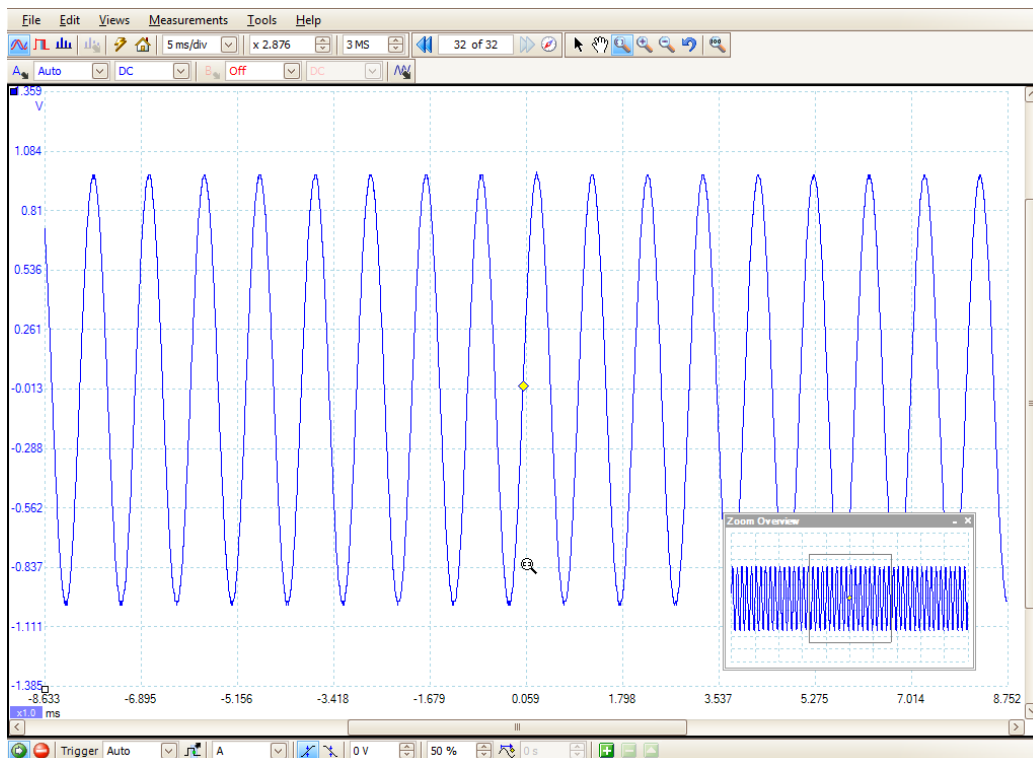 File Edit Views Measurements Tools Help
5 ms/div x 2.876 3 MS 32 of 32
A Auto DC B Off DC
1.359
V
1.084
0.81
0.536
0.261
-0.013
-0.288
-0.562
-0.837
-1.111
-1.385
Zoom Overview
-8.633 -6.895 -5.156 -3.418 -1.679 0.059 1.798 3.537 5.275 7.014 8.752
x1.0 ms
Trigger Auto A 0 V 50 % 0 s